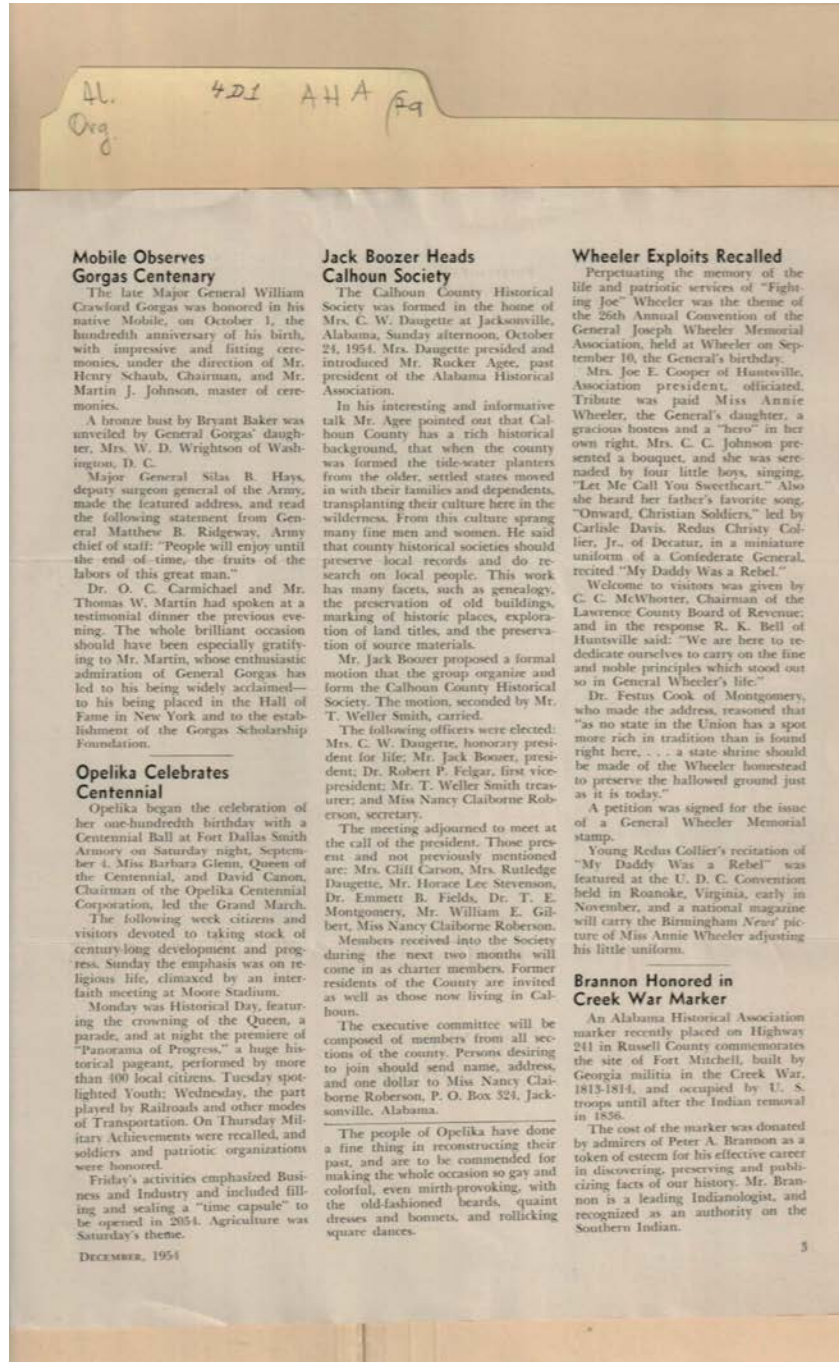 Al. 4D1 AHA
Org.
Mobile Observes
Gorgas Centenary
The late Major General William
Crawford Gorgas was honored in his
native Mobile, on October 1, the
hundredth anniversary of his birth,
with impressive and fitting cere-
monies, under the direction of Mr.
Henry Schaub, Chairman, and Mr.
Martin J. Johnson, master of cere-
monies.
A bronze bust by Bryant Baker was
unveiled by General Gorgas' daugh-
ter, Mrs. W. D. Wrightson of Wash-
ington, D. C.
Major General Silas B. Hays,
deputy surgeon general of the Army,
made the featured address, and read
the following statement from Gen-
eral Matthew B. Ridgeway, Army
chief of staff: "People will enjoy until
the end of time, the fruits of the
labors of this great man."
Dr. O. C. Carmichael and Mr.
Thomas W. Martin had spoken at a
testimonial dinner the previous eve-
ning. The whole brilliant occasion
should have been especially gratify-
ing to Mr. Martin, whose enthusiastic
admiration of General Gorgas has
led to his being widely acclaimed—
to his being placed in the Hall of
Fame in New York and to the estab-
lishment of the Gorgas Scholarship
Foundation.
Opelika Celebrates
Centennial
Opelika began the celebration of
her one-hundredth birthday with a
Centennial Ball at Fort Dallas Smith
Armory on Saturday night, Septem-
ber 4. Miss Barbara Glenn, Queen of
the Centennial, and David Canon,
Chairman of the Opelika Centennial
Corporation, led the Grand March.
The following week citizens and
visitors devoted to taking stock of
century-long development and prog-
ress. Sunday the emphasis was on re-
ligious life, climaxed by an inter-
faith meeting at Moore Stadium.
Monday was Historical Day, featur-
ing the crowning of the Queen, a
parade, and at night the premiere of
"Panorama of Progress," a huge his-
torical pageant, performed by more
than 400 local citizens. Tuesday spot-
lighted Youth; Wednesday, the part
played by Railroads and other modes
of Transportation. On Thursday Mil-
itary Achievements were recalled, and
soldiers and patriotic organizations
were honored.
Friday's activities emphasized Busi-
ness and Industry and included fill-
ing and sealing a "time capsule" to
be opened in 2054. Agriculture was
Saturday's theme.
DECEMBER, 1954
Jack Boozer Heads
Calhoun Society
The Calhoun County Historical
Society was formed in the home of
Mrs. C. W. Daugette at Jacksonville,
Alabama, Sunday afternoon, October
24, 1954. Mrs. Daugette presided and
introduced Mr. Rucker Agee, past
president of the Alabama Historical
Association.
In his interesting and informative
talk Mr. Agee pointed out that Cal-
houn County has a rich historical
background, that when the county
was formed the tide-water planters
from the older, settled states moved
in with their families and dependents,
transplanting their culture here in the
wilderness. From this culture sprang
many fine men and women. He said
that county historical societies should
preserve local records and do re-
search on local people. This work
has many facets, such as genealogy,
the preservation of old buildings,
marking of historic places, explora-
tion of land titles, and the preserva-
tion of source materials.
Mr. Jack Boozer proposed a formal
motion that the group organize and
form the Calhoun County Historical
Society. The motion, seconded by Mr.
T. Weller Smith, carried.
The following officers were elected:
Mrs. C. W. Daugette, honorary presi-
dent for life; Mr. Jack Boozer, presi-
dent; Dr. Robert P. Felgar, first vice-
president; Mr. T. Weller Smith treas-
urer; and Miss Nancy Claiborne Rob-
erson, secretary.
The meeting adjourned to meet at
the call of the president. Those pres-
ent and not previously mentioned
are: Mrs. Cliff Carson, Mrs. Rutledge
Daugette, Mr. Horace Lee Stevenson,
Dr. Emmett B. Fields, Dr. T. E.
Montgomery, Mr. William E. Gil-
bert, Miss Nancy Claiborne Roberson.
Members received into the Society
during the next two months will
come in as charter members. Former
residents of the County are invited
as well as those now living in Cal-
houn.
The executive committee will be
composed of members from all sec-
tions of the county. Persons desiring
to join should send name, address,
and one dollar to Miss Nancy Clai-
borne Roberson, P. O. Box 324, Jack-
sonville, Alabama.
The people of Opelika have done
a fine thing in reconstructing their
past, and are to be commended for
making the whole occasion so gay and
colorful, even mirth-provoking, with
the old-fashioned beards, quaint
dresses and bonnets, and rollicking
square dances.
Wheeler Exploits Recalled
Perpetuating the memory of the
life and patriotic services of "Fight-
ing Joe" Wheeler was the theme of
the 26th Annual Convention of the
General Joseph Wheeler Memorial
Association, held at Wheeler on Sep-
tember 10, the General's birthday.
Mrs. Joe E. Cooper of Huntsville,
Association president, officiated.
Tribute was paid Miss Annie
Wheeler, the General's daughter, a
gracious hostess and a "hero" in her
own right. Mrs. C. C. Johnson pre-
sented a bouquet, and she was sere-
naded by four little boys, singing,
"Let Me Call You Sweetheart." Also
she heard her father's favorite song,
"Onward, Christian Soldiers," led by
Carlisle Davis. Redus Christy Col-
lier, Jr., of Decatur, in a miniature
uniform of a Confederate General,
recited "My Daddy Was a Rebel."
Welcome to visitors was given by
C. C. McWhorter, Chairman of the
Lawrence County Board of Revenue;
and in the response R. K. Bell of
Huntsville said: "We are here to re-
dedicate ourselves to carry on the fine
and noble principles which stood out
so in General Wheeler's life."
Dr. Festus Cook of Montgomery,
who made the address, reasoned that
"as no state in the Union has a spot
more rich in tradition than is found
right here, . . . a state shrine should
be made of the Wheeler homestead
to preserve the hallowed ground just
as it is today."
A petition was signed for the issue
of a General Wheeler Memorial
stamp.
Young Redus Collier's recitation of
"My Daddy Was a Rebel" was
featured at the U. D. C. Convention
held in Roanoke, Virginia, early in
November, and a national magazine
will carry the Birmingham News' pic-
ture of Miss Annie Wheeler adjusting
his little uniform.
Brannon Honored in
Creek War Marker
An Alabama Historical Association
marker recently placed on Highway
241 in Russell County commemorates
the site of Fort Mitchell, built by
Georgia militia in the Creek War,
1813-1814, and occupied by U. S.
troops until after the Indian removal
in 1836.
The cost of the marker was donated
by admirers of Peter A. Brannon as a
token of esteem for his effective career
in discovering, preserving and publi-
cizing facts of our history. Mr. Bran-
non is a leading Indianologist, and
recognized as an authority on the
Southern Indian.